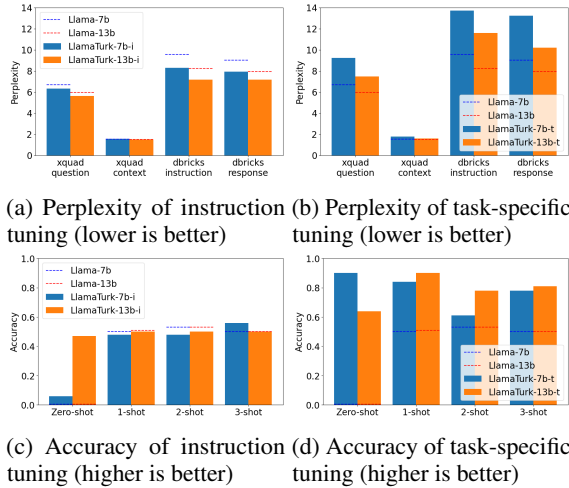 Llama-7b
Llama-13b
LlamaTurk-7b-i
LlamaTurk-13b-i
Perplexity
14
12
10
8
6
4
2
0
xquad question
xquad context
dbricks instruction
dbricks response
(a) Perplexity of instruction tuning (lower is better)
Perplexity
14
12
10
8
6
4
2
0
Llama-7b
Llama-13b
LlamaTurk-7b-t
LlamaTurk-13b-t
xquad question
xquad context
dbricks instruction
dbricks response
(b) Perplexity of task-specific tuning (lower is better)
Accuracy
1.0
0.8
0.6
0.4
0.2
0.0
Llama-7b
Llama-13b
LlamaTurk-7b-i
LlamaTurk-13b-i
Zero-shot
1-shot
2-shot
3-shot
(c) Accuracy of instruction tuning (higher is better)
Accuracy
1.0
0.8
0.6
0.4
0.2
0.0
Llama-7b
Llama-13b
LlamaTurk-7b-t
LlamaTurk-13b-t
Zero-shot
1-shot
2-shot
3-shot
(d) Accuracy of task-specific tuning (higher is better)